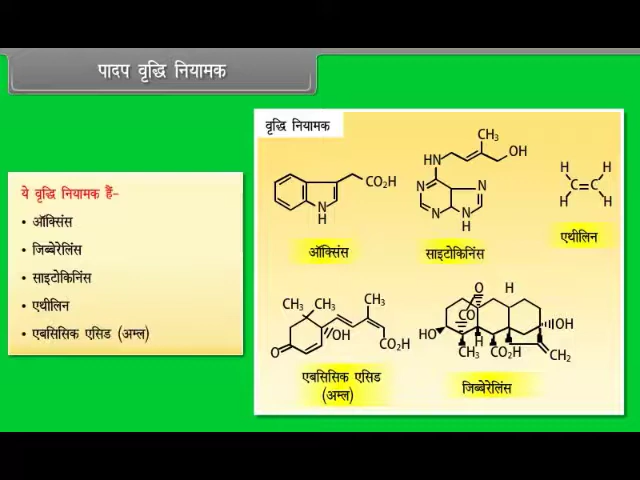 पादप वृद्धि नियामक
ये वृद्धि नियामक हैं-
• ऑक्सिंस
• जिब्बेरेलिंस
• साइटोकिनिंस
• एथीलिन
• एबसिसिक एसिड (अम्ल)
वृद्धि नियामक
CO₂H
N
H
ऑक्सिंस
CH₃
HN
OH
N
N
N
N
H
साइटोकिनिंस
H
H
C=C
H
H
एथीलिन
CH₃
CH₃
CH₃
OH
O
CO₂H
एबसिसिक एसिड
(अम्ल)
O
H
CO
HO
OH
H
CH₃
CO₂H
CH₂
जिब्बेरेलिंस